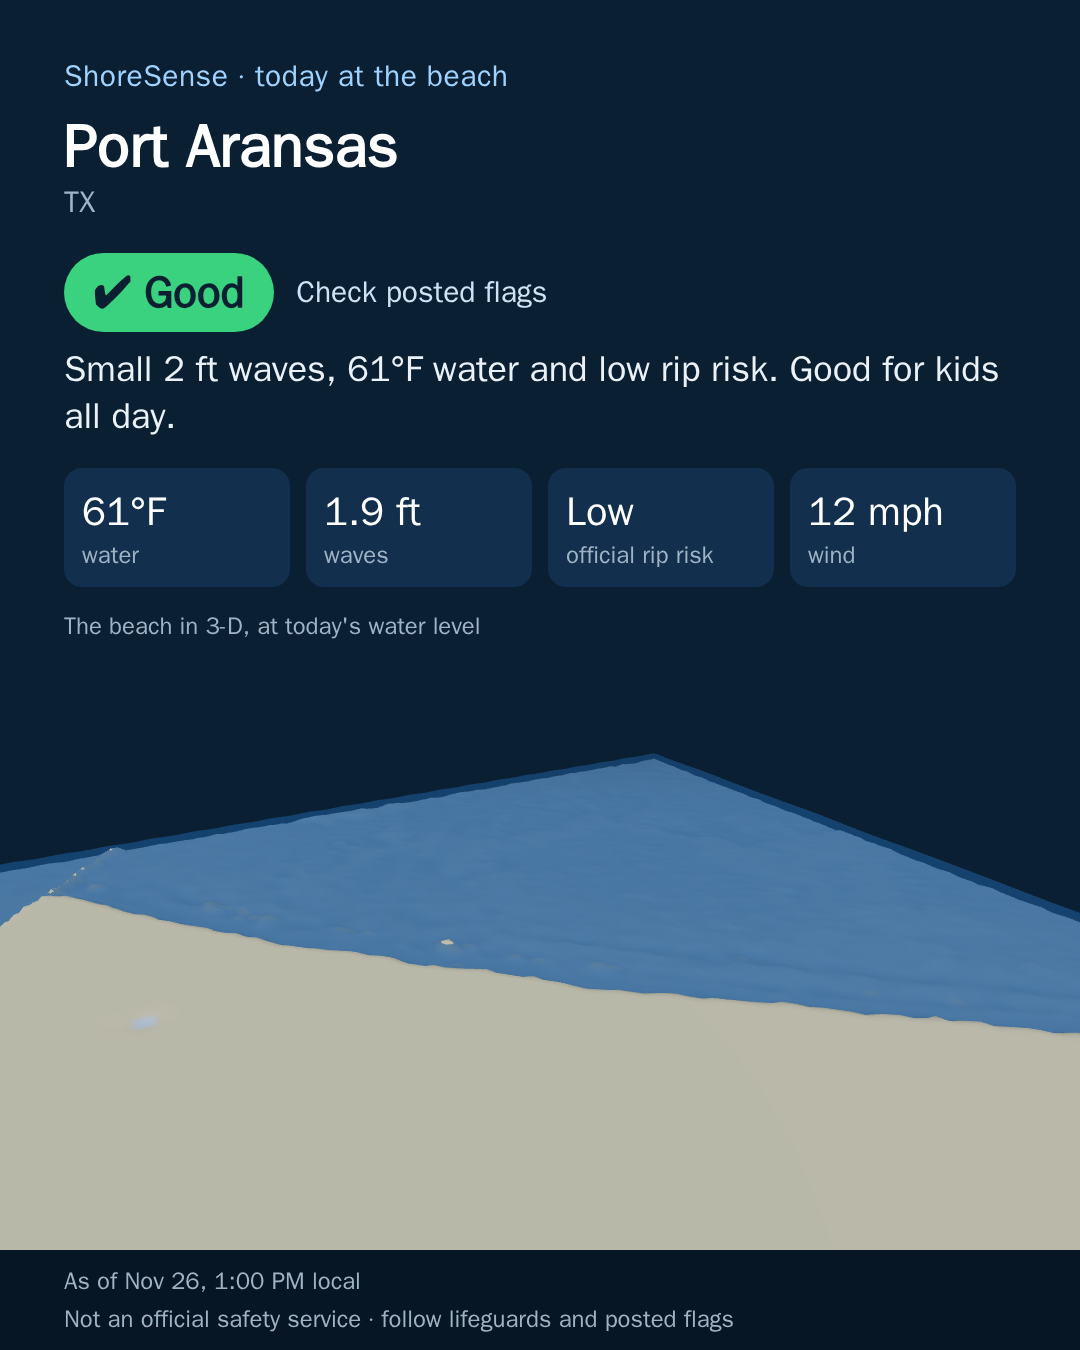 ShoreSense · today at the beach
Port Aransas
TX
✔ Good
Check posted flags
Small 2 ft waves, 61°F water and low rip risk. Good for kids
all day.
61°F
water
1.9 ft
waves
Low
official rip risk
12 mph
wind
The beach in 3-D, at today's water level
As of Nov 26, 1:00 PM local
Not an official safety service · follow lifeguards and posted flags